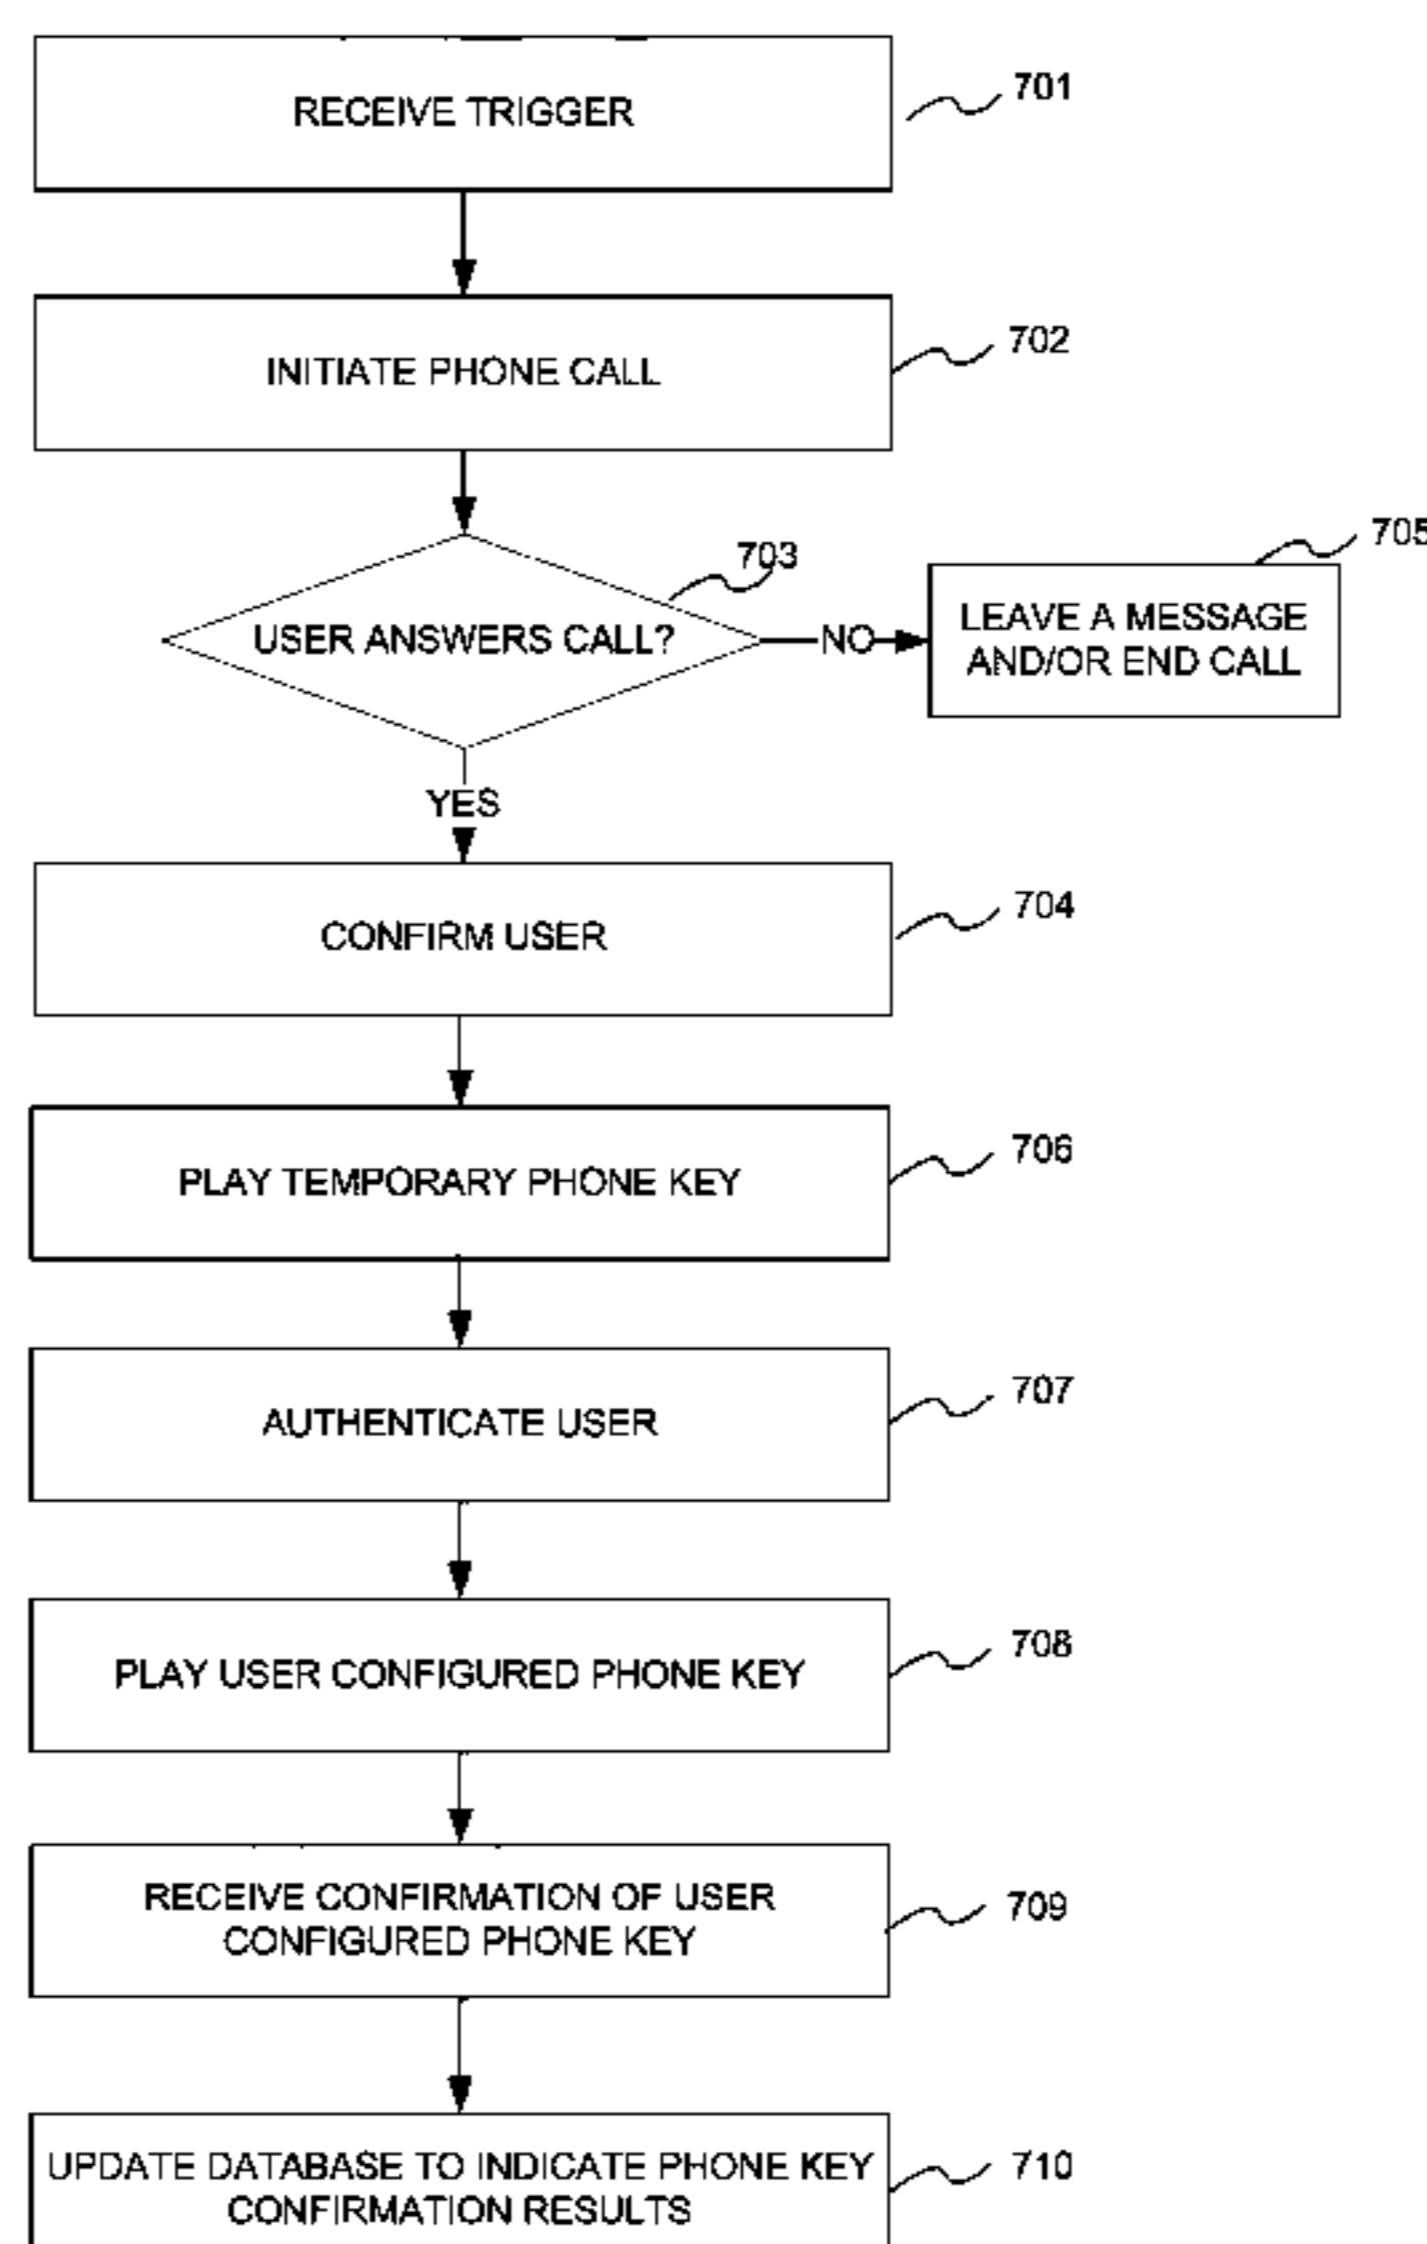 RECEIVE TRIGGER
701
INITIATE PHONE CALL
702
703
USER ANSWERS CALL?
NO
705
LEAVE A MESSAGE
AND/OR END CALL
YES
CONFIRM USER
704
PLAY TEMPORARY PHONE KEY
706
AUTHENTICATE USER
707
PLAY USER CONFIGURED PHONE KEY
708
RECEIVE CONFIRMATION OF USER
CONFIGURED PHONE KEY
709
UPDATE DATABASE TO INDICATE PHONE KEY
CONFIRMATION RESULTS
710